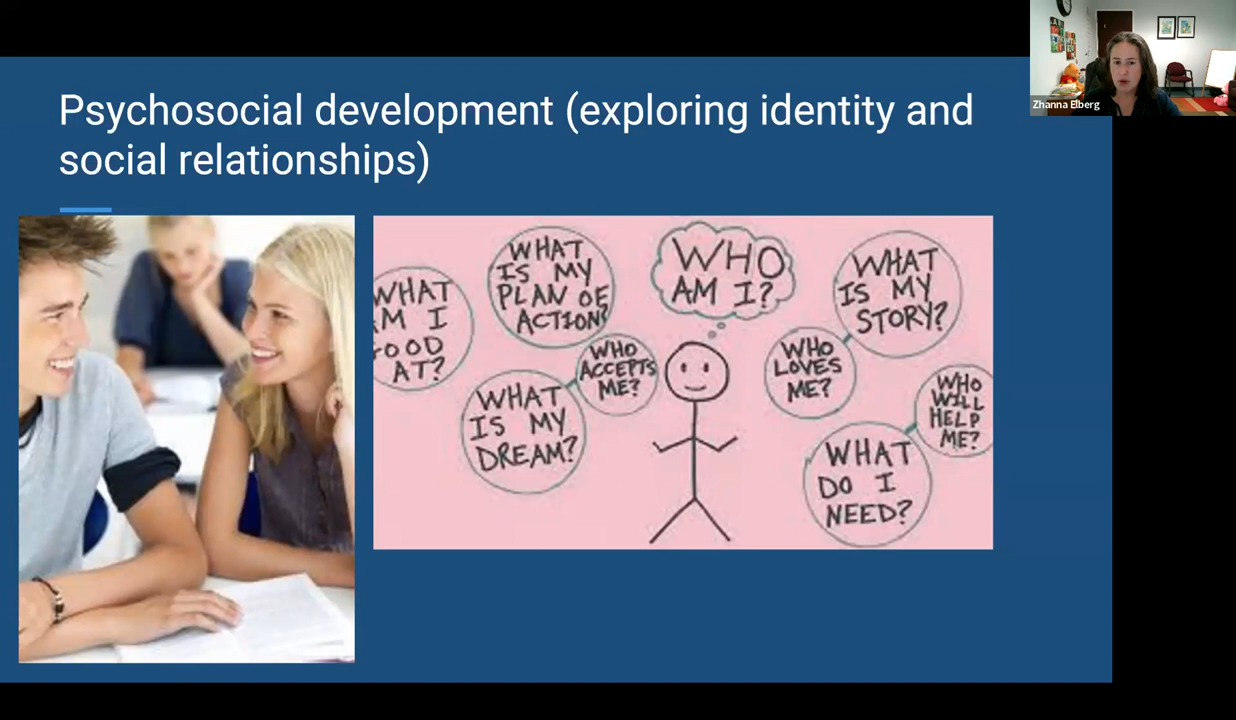 Psychosocial development (exploring identity and
social relationships)
Zhanna Elberg
WHAT
AM I
GOOD
AT?
WHAT
IS MY
PLAN OF
ACTION?
WHO
ACCEPTS
ME?
WHAT
IS MY
DREAM?
WHO
AM I?
WHO
LOVES
ME?
WHAT
IS MY
STORY?
WHO
WILL
HELP
ME?
WHAT
DO I
NEED?